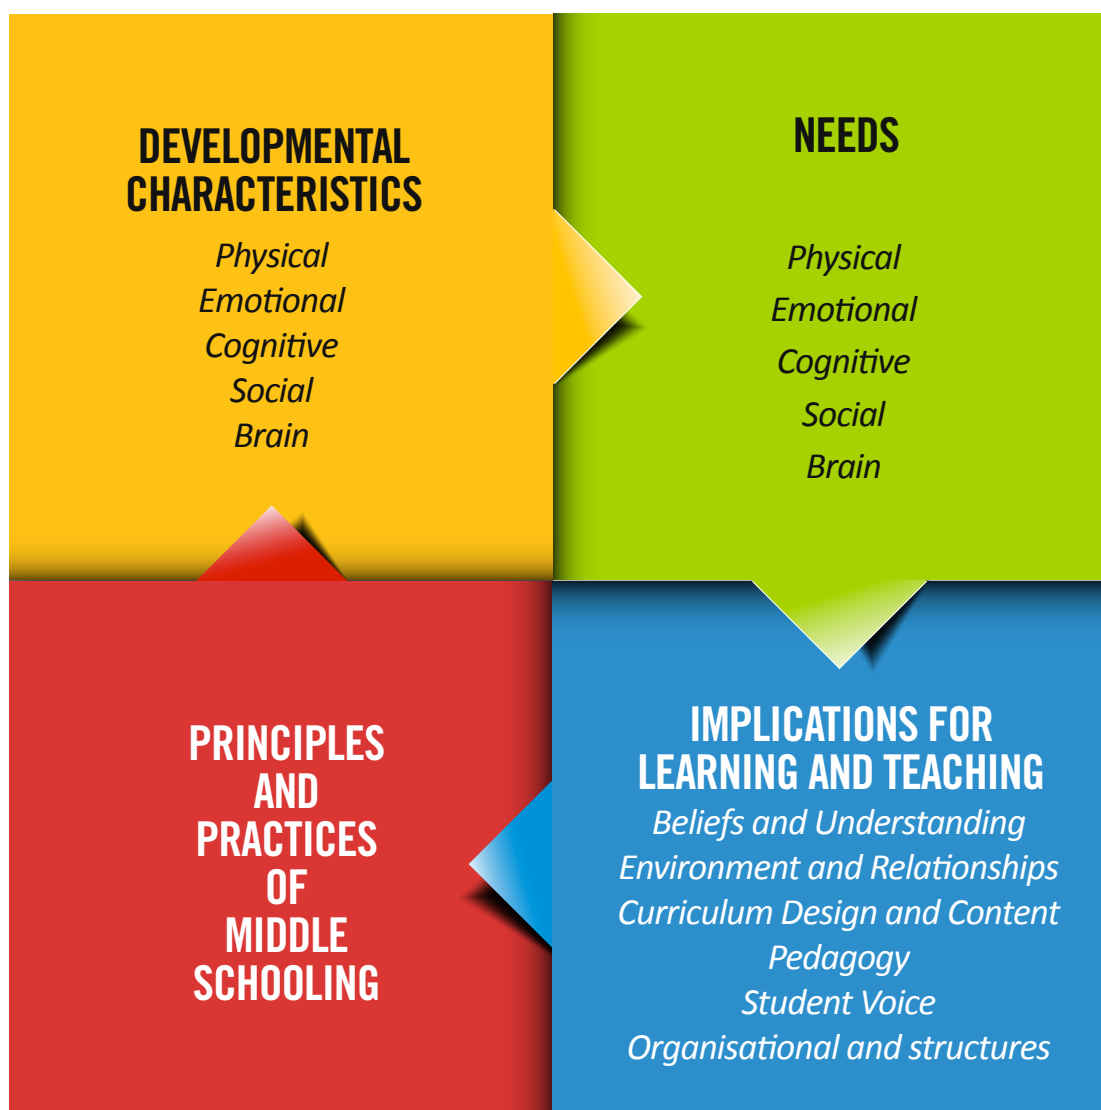 DEVELOPMENTAL
CHARACTERISTICS
Physical
Emotional
Cognitive
Social
Brain
NEEDS
Physical
Emotional
Cognitive
Social
Brain
PRINCIPLES
AND
PRACTICES
OF
MIDDLE
SCHOOLING
IMPLICATIONS FOR
LEARNING AND TEACHING
Beliefs and Understanding
Environment and Relationships
Curriculum Design and Content
Pedagogy
Student Voice
Organisational and structures